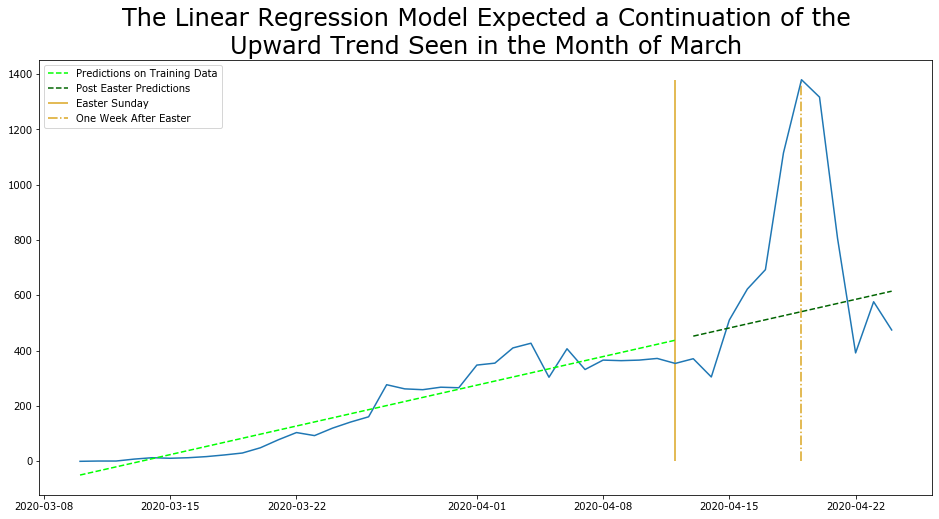 The Linear Regression Model Expected a Continuation of the
Upward Trend Seen in the Month of March
Predictions on Training Data
Post Easter Predictions
Easter Sunday
One Week After Easter
1400
1200
1000
800
600
400
200
0
2020-03-08
2020-03-15
2020-03-22
2020-04-01
2020-04-08
2020-04-15
2020-04-22